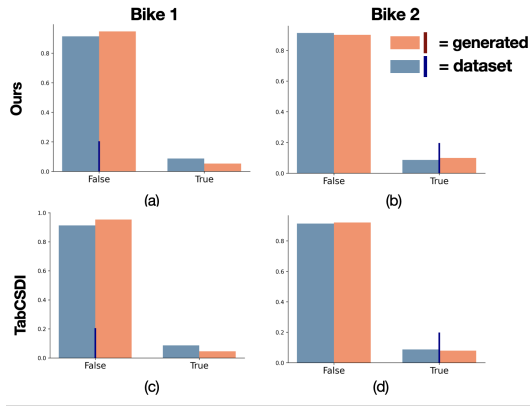 Bike 1
Bike 2
Ours
0.8
0.6
0.4
0.2
0.0
False
True
(a)
0.8
0.6
0.4
0.2
0.0
False
True
(b)
= generated
= dataset
TabCSDI
1.0
0.8
0.6
0.4
0.2
0.0
False
True
(c)
0.8
0.6
0.4
0.2
0.0
False
True
(d)